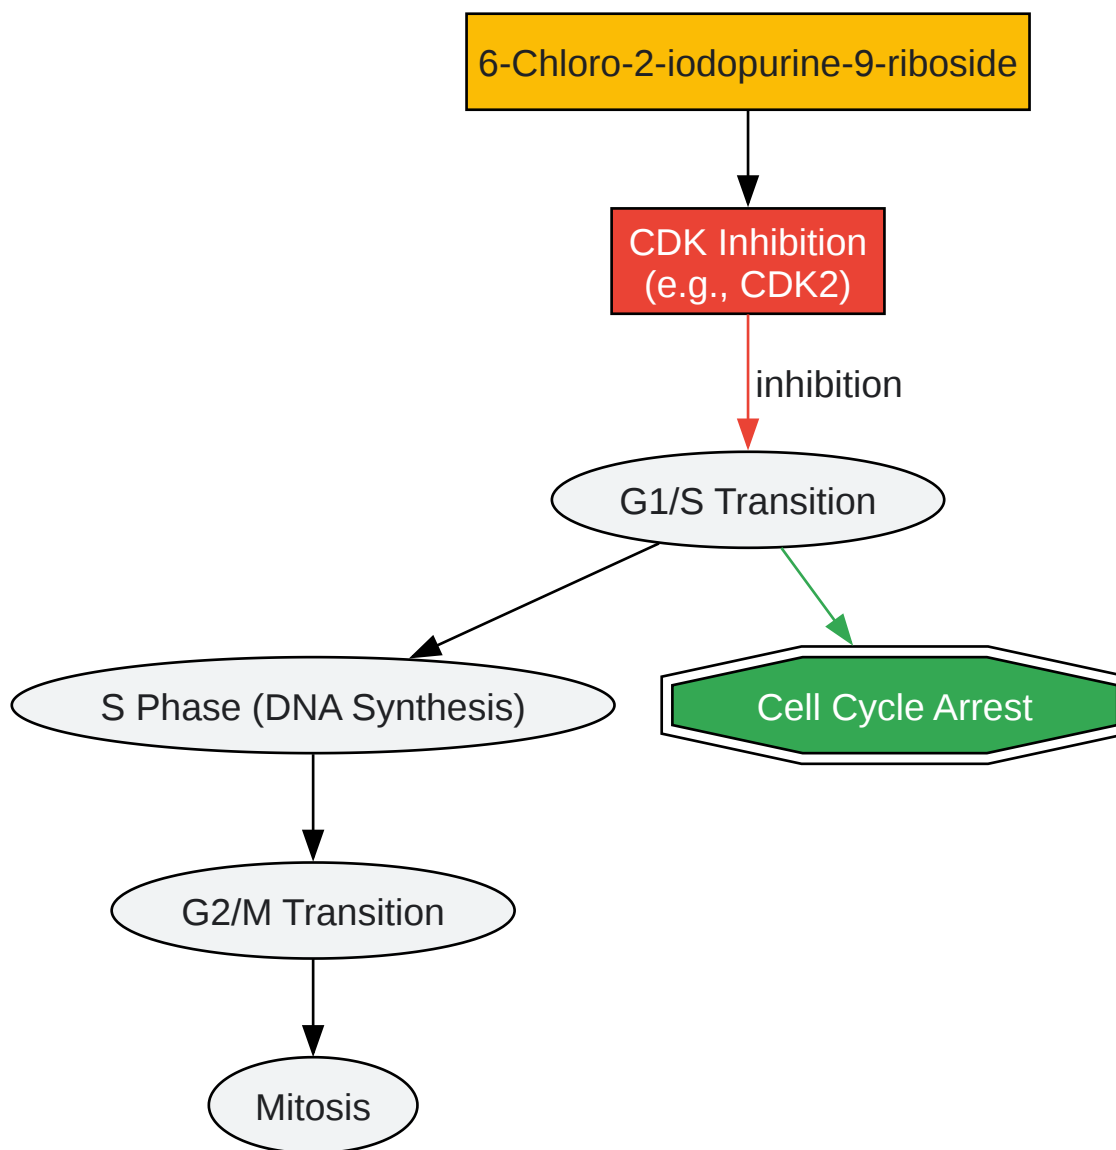 6-Chloro-2-iodopurine-9-riboside
CDK Inhibition
(e.g., CDK2)
inhibition
G1/S Transition
S Phase (DNA Synthesis)
Cell Cycle Arrest
G2/M Transition
Mitosis